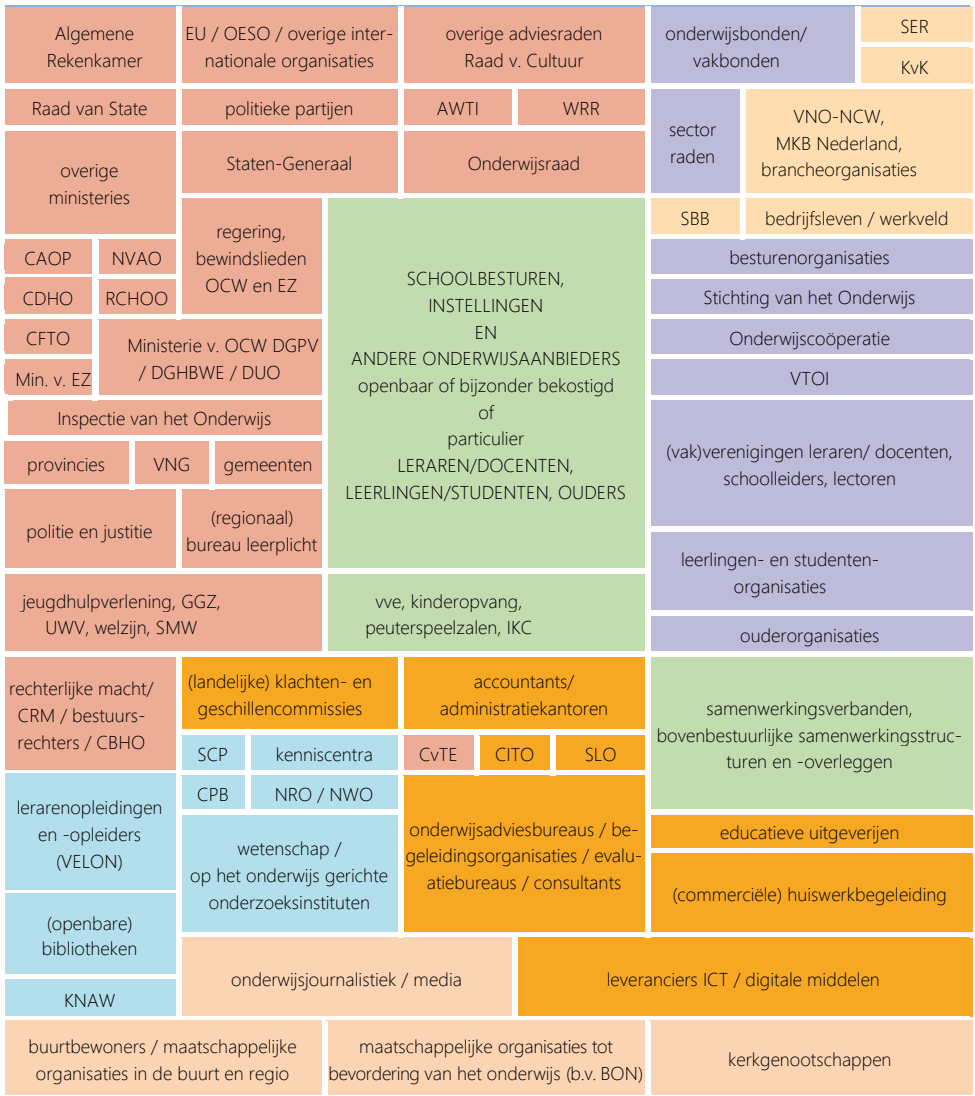 Algemene
Rekenkamer
EU / OESO / overige inter-
nationale organisaties
overige adviesraden
Raad v. Cultuur
onderwijsbonden/
vakbonden
SER
KvK
Raad van State
politieke partijen
AWTI
WRR
sector
raden
VNO-NCW,
MKB Nederland,
brancheorganisaties
overige
ministeries
Staten-Generaal
Onderwijsraad
regering,
bewindslieden
OCW en EZ
SBB
bedrijfsleven / werkveld
CAOP
NVAO
CDHO
RCHOO
CFTO
Min. v. EZ
Ministerie v. OCW DGPV
/ DGHBWE / DUO
SCHOOLBESTUREN,
INSTELLINGEN
EN
ANDERE ONDERWIJSAANBIEDERS
openbaar of bijzonder bekostigd
of
particulier
LERAREN/DOCENTEN,
LEERLINGEN/STUDENTEN, OUDERS
besturenorganisaties
Stichting van het Onderwijs
Onderwijscoöperatie
VTOI
Inspectie van het Onderwijs
provincies
VNG
gemeenten
(vak)verenigingen leraren/ docenten,
schoolleiders, lectoren
politie en justitie
(regionaal)
bureau leerplicht
leerlingen- en studenten-
organisaties
jeugdhulpverlening, GGZ,
UWV, welzijn, SMW
vve, kinderopvang,
peuterspeelzalen, IKC
ouderorganisaties
rechterlijke macht/
CRM / bestuurs-
rechters / CBHO
(landelijke) klachten- en
geschillencommissies
accountants/
administratiekantoren
samenwerkingsverbanden,
bovenbestuurlijke samenwerkingsstruc-
turen en -overleggen
SCP
kenniscentra
CvTE
CITO
SLO
CPB
NRO / NWO
lerarenopleidingen
en -opleiders
(VELON)
wetenschap /
op het onderwijs gerichte
onderzoeksinstituten
onderwijsadviesbureaus / be-
geleidingsorganisaties / evalu-
atiebureaus / consultants
educatieve uitgeverijen
(commerciële) huiswerkbegeleiding
(openbare)
bibliotheken
onderwijsjournalistiek / media
leveranciers ICT / digitale middelen
KNAW
buurtbewoners / maatschappelijke
organisaties in de buurt en regio
maatschappelijke organisaties tot
bevordering van het onderwijs (b.v. BON)
kerkgenootschappen